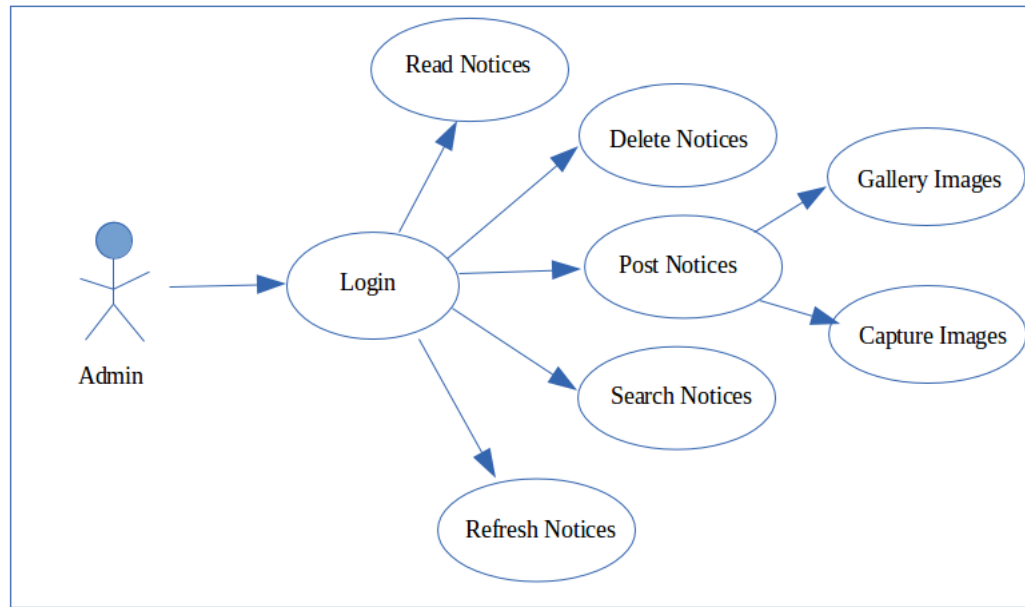 Read Notices
Delete Notices
Gallery Images
Post Notices
Login
Capture Images
Admin
Search Notices
Refresh Notices